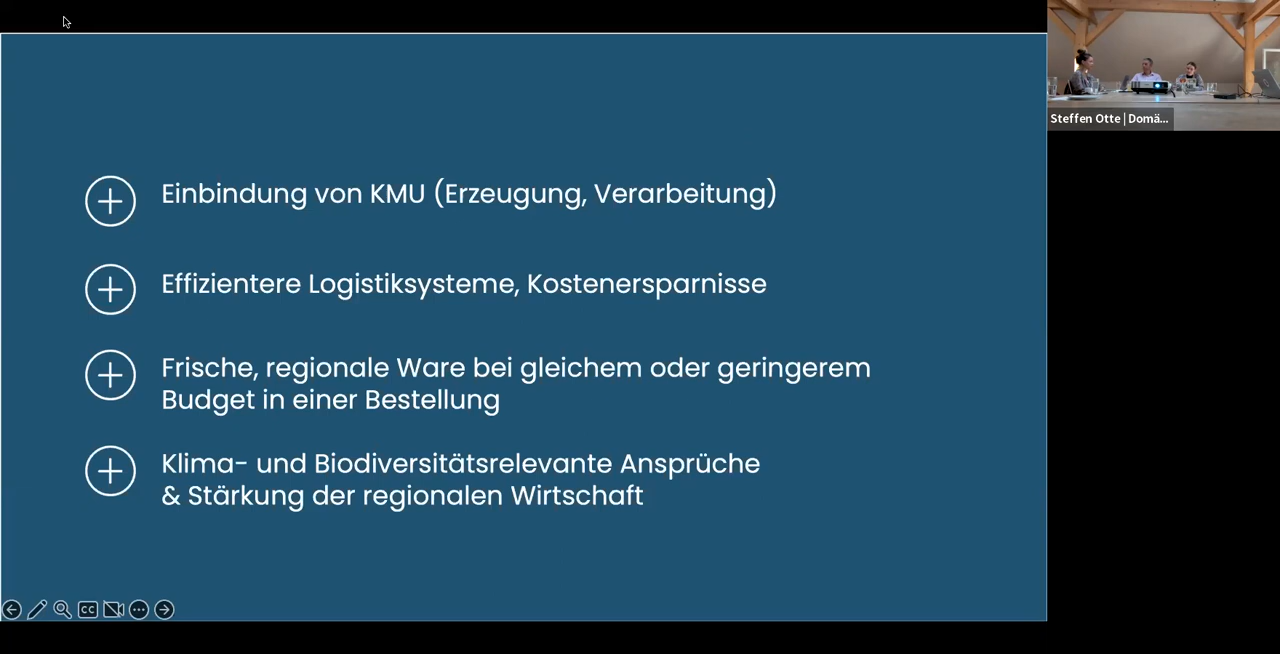 Einbindung von KMU (Erzeugung, Verarbeitung)
Effizientere Logistiksysteme, Kostenersparnisse
Frische, regionale Ware bei gleichem oder geringerem
Budget in einer Bestellung
Klima- und Biodiversitätsrelevante Ansprüche
& Stärkung der regionalen Wirtschaft
Steffen Otte | Domä...
CC